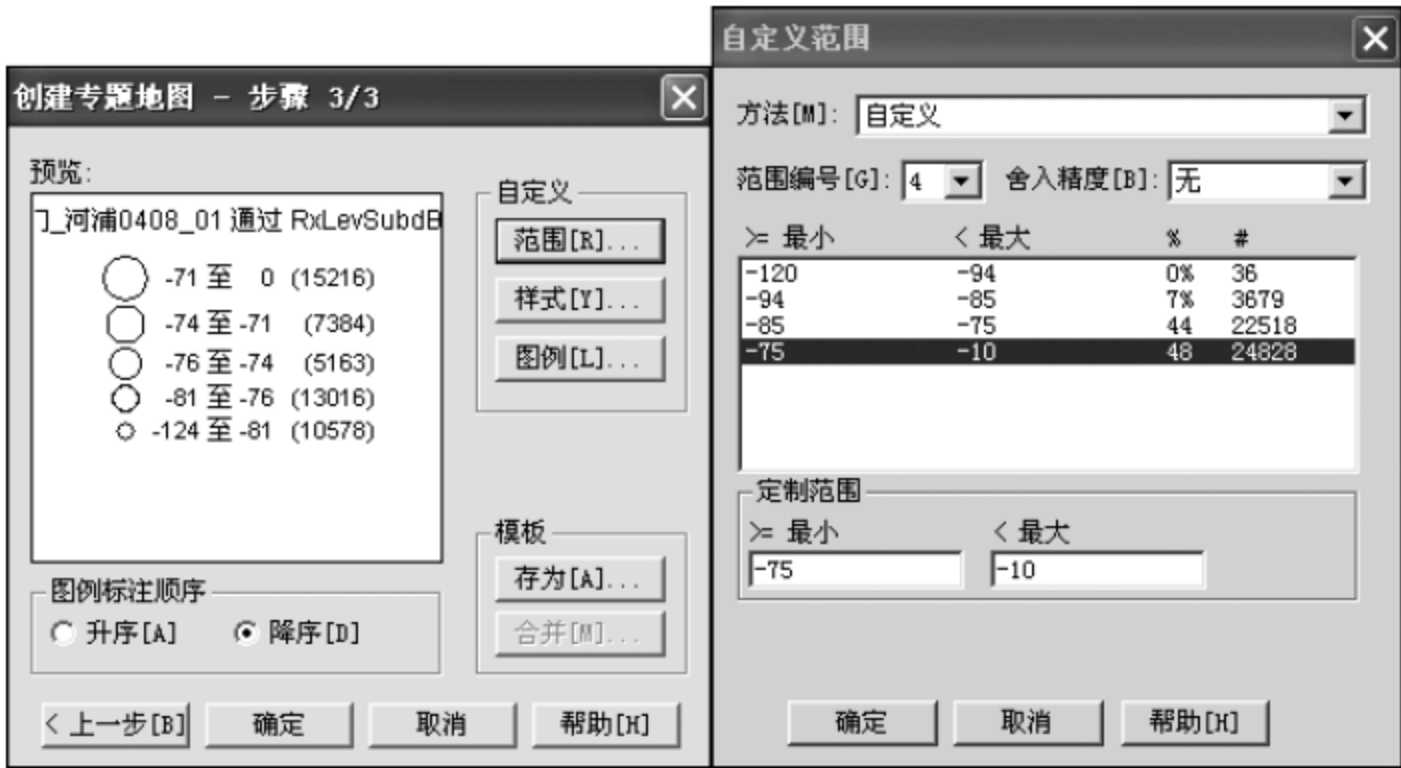 创建专题地图 - 步骤 3/3
预览:
_河浦0408_01 通过 RxLevSubdB
-71 至 0 (15216)
-74 至 -71 (7384)
-76 至 -74 (5163)
-81 至 -76 (13016)
-124 至 -81 (10578)
自定义
范围[R]...
样式[Y]...
图例[L]...
模板
存为[A]...
合并[M]...
图例标注顺序
升序[A] 降序[D]
< 上一步[B] 确定 取消 帮助[H]
自定义范围
方法[M]: 自定义
范围编号[G]: 4 舍入精度[B]: 无
>= 最小 < 最大 % #
-120 -94 0% 36
-94 -85 7% 3679
-85 -75 44 22518
-75 -10 48 24828
定制范围
>= 最小 < 最大
-75 -10
确定 取消 帮助[H]